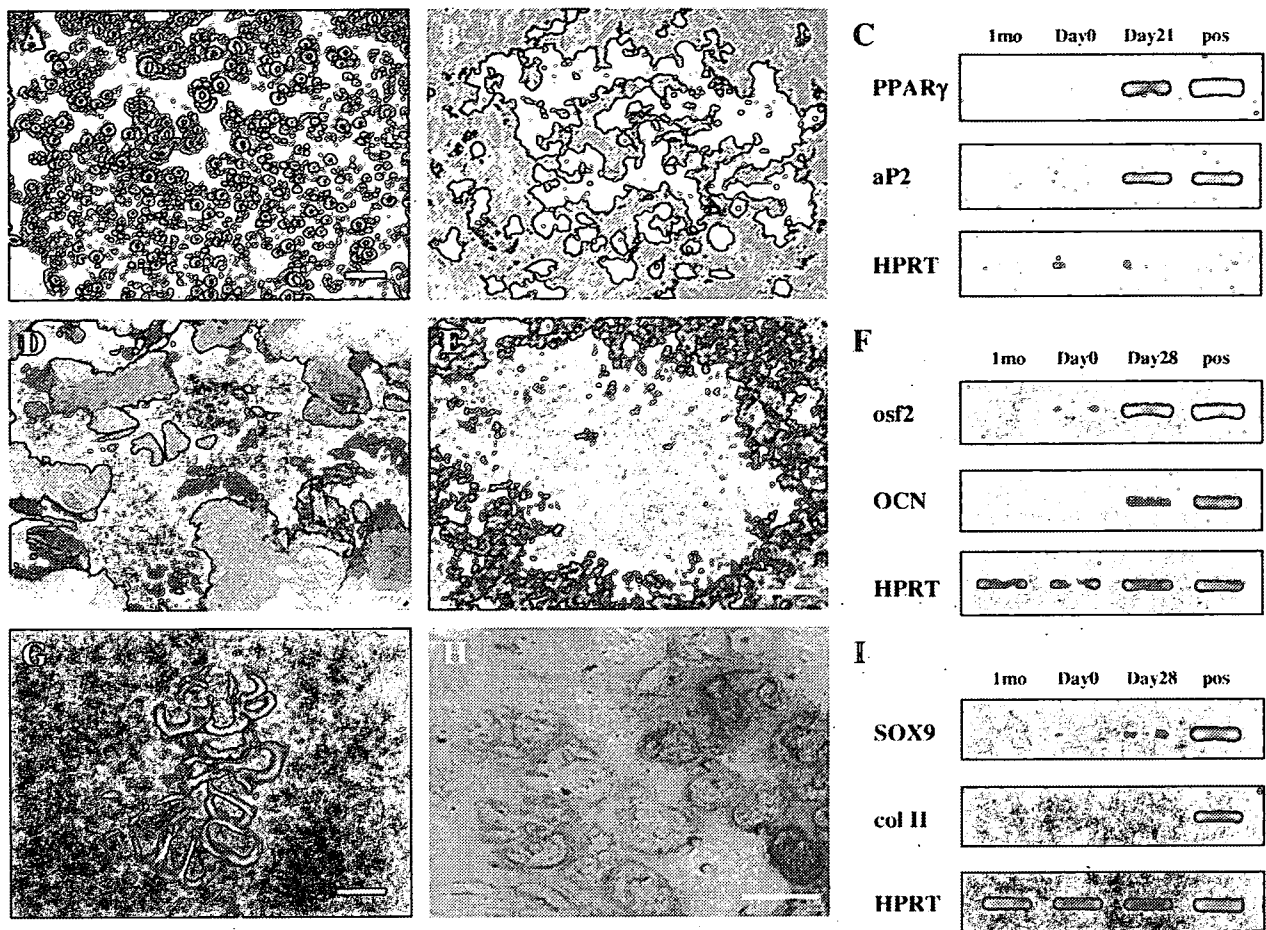 A
B
C
1mo Day0 Day21 pos
PPARγ
aP2
HPRT
D
E
F
1mo Day0 Day28 pos
osf2
OCN
HPRT
G
H
I
1mo Day0 Day28 pos
SOX9
col II
HPRT